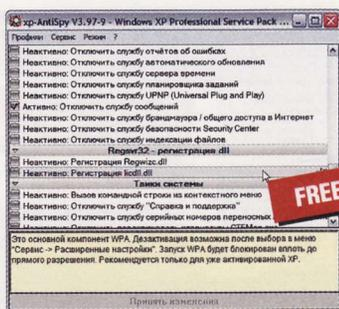 xp-AntiSpy V3.97-9 - Windows XP Professional Service Pack ...
Профили Сервис Режим ?
Неактивно: Отключить службу отчётов об ошибках
Неактивно: Отключить службу автоматического обновления
Неактивно: Отключить службу сервера времени
Неактивно: Отключить службу планировщика заданий
Неактивно: Отключить службу UPNP (Universal Plug and Play)
Активно: Отключить службу сообщений
Неактивно: Отключить службу брандмауэра / общего доступа в Интернет
Неактивно: Отключить службу безопасности Security Center
Неактивно: Отключить службу индексации файлов
Regsvr32 - регистрация dll
Неактивно: Регистрация Regwizc.dll
Неактивно: Регистрация licdll.dll
Твики системы
Неактивно: Вызов командной строки из контекстного меню
Неактивно: Отключить службу "Справка и поддержка"
Неактивно: Отключить службу серийных номеров переносных
FREE
Это основной компонент WPA. Дезактивация возможна после выбора в меню
"Сервис -> Расширенные настройки". Запуск WPA будет блокирован вплоть до
прямого разрешения. Рекомендуется только для уже активированной XP.
Принять изменения